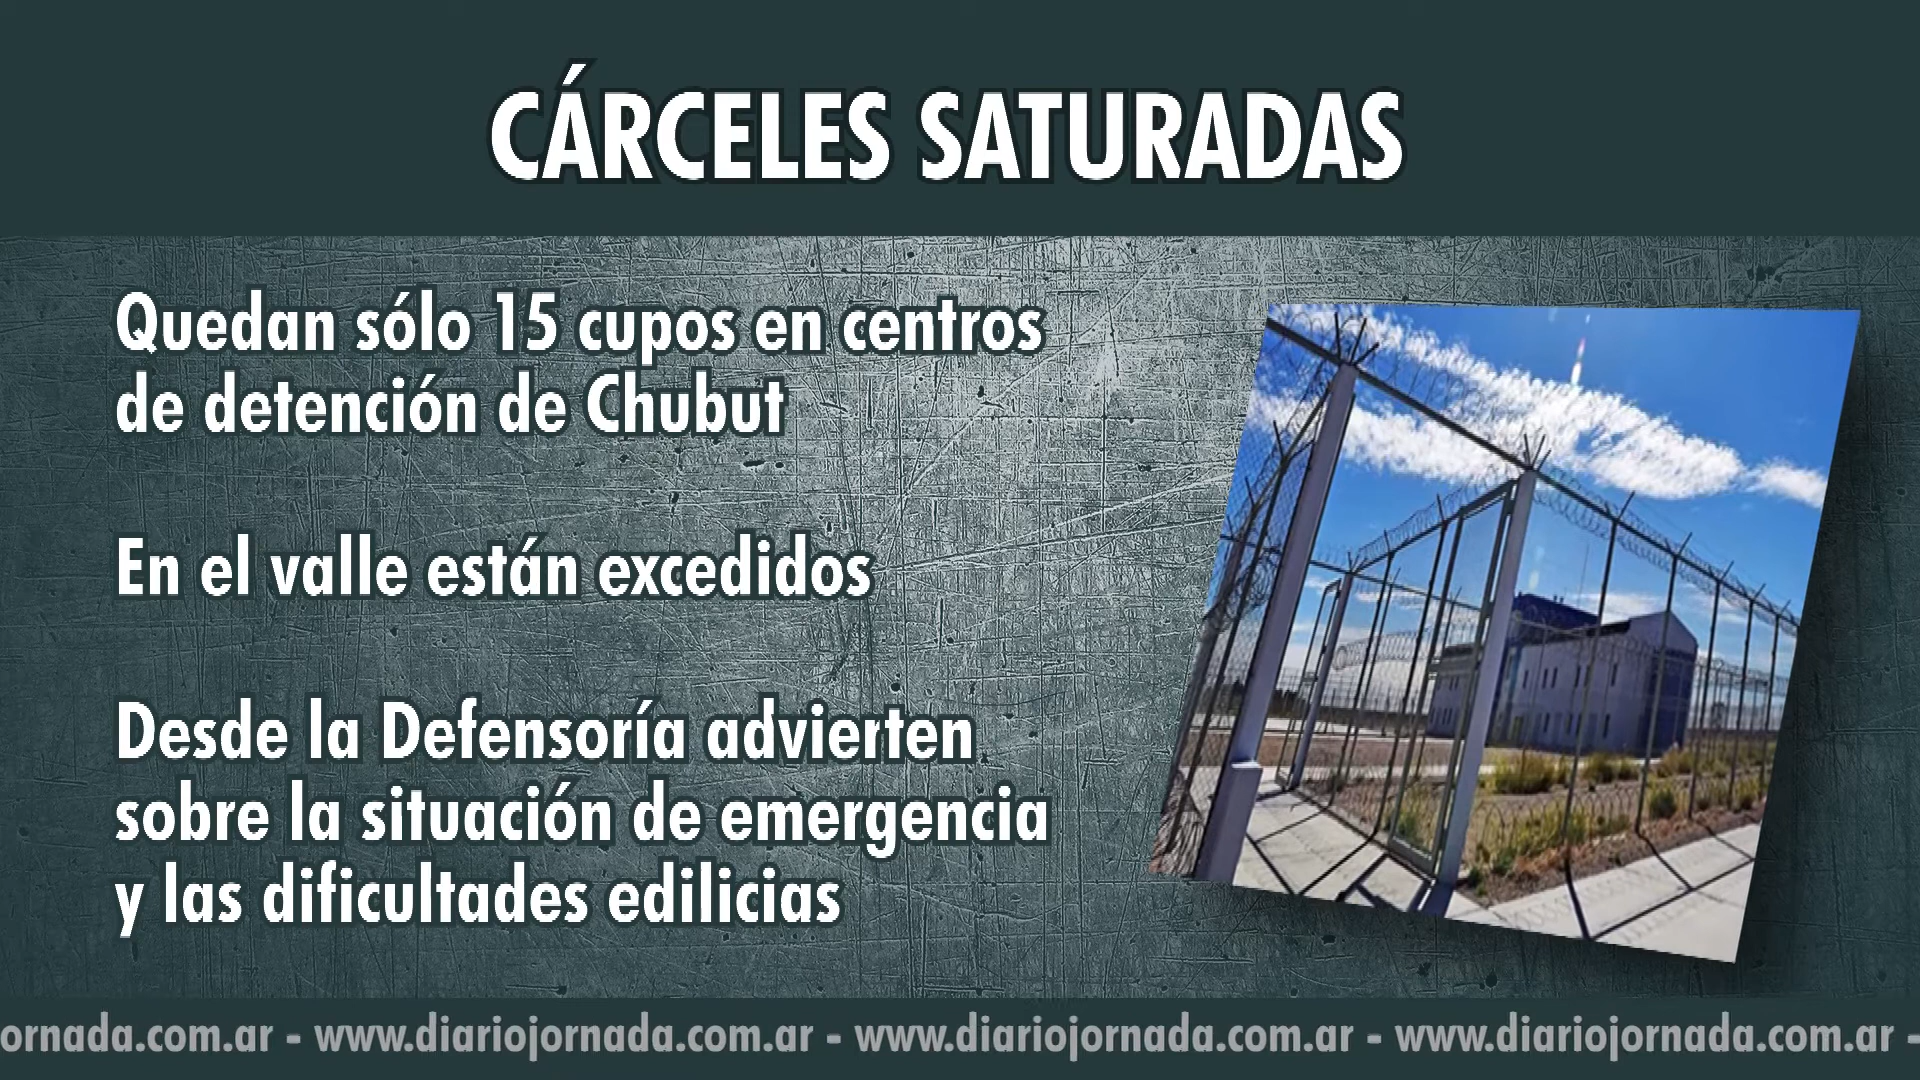 CÁRCELES SATURADAS
Quedan sólo 15 cupos en centros
de detención de Chubut
En el valle están excedidos
Desde la Defensoría advierten
sobre la situación de emergencia
y las dificultades edilicias
ornada.com.ar - www.diariojornada.com.ar - www.diariojornada.com.ar - www.diariojornada.com.ar -